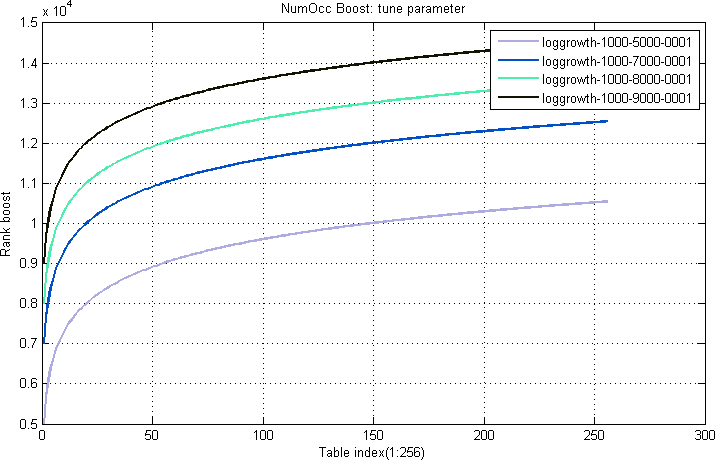 NumOcc Boost: tune parameter
x 10^4
1.5
1.4
1.3
1.2
1.1
1
0.9
0.8
0.7
0.6
0.5
Rank boost
loggrowth-1000-5000-0001
loggrowth-1000-7000-0001
loggrowth-1000-8000-0001
loggrowth-1000-9000-0001
0 50 100 150 200 250 300
Table index(1:256)